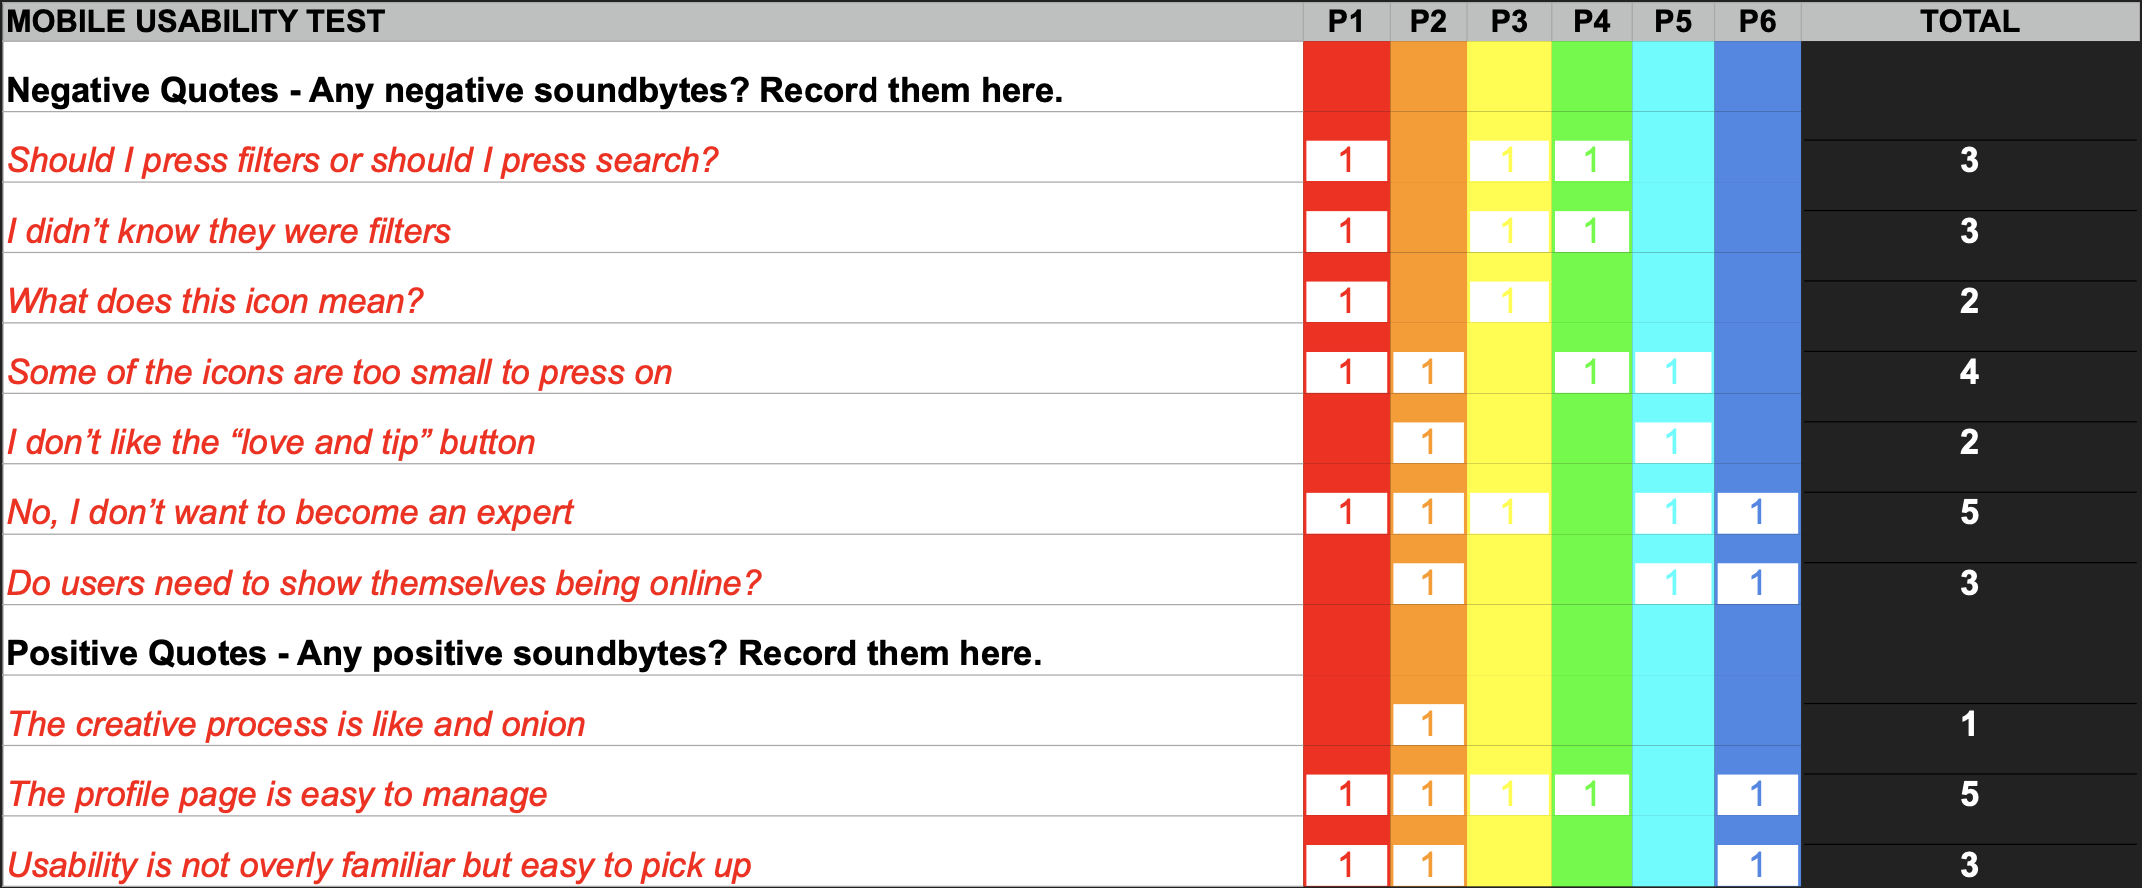 MOBILE USABILITY TEST P1 P2 P3 P4 P5 P6 TOTAL
Negative Quotes - Any negative soundbytes? Record them here.
Should I press filters or should I press search? 1 1 1 3
I didn’t know they were filters 1 1 1 3
What does this icon mean? 1 1 2
Some of the icons are too small to press on 1 1 1 1 4
I don’t like the “love and tip” button 1 1 2
No, I don’t want to become an expert 1 1 1 1 1 5
Do users need to show themselves being online? 1 1 1 3
Positive Quotes - Any positive soundbytes? Record them here.
The creative process is like and onion 1 1
The profile page is easy to manage 1 1 1 1 1 5
Usability is not overly familiar but easy to pick up 1 1 1 3